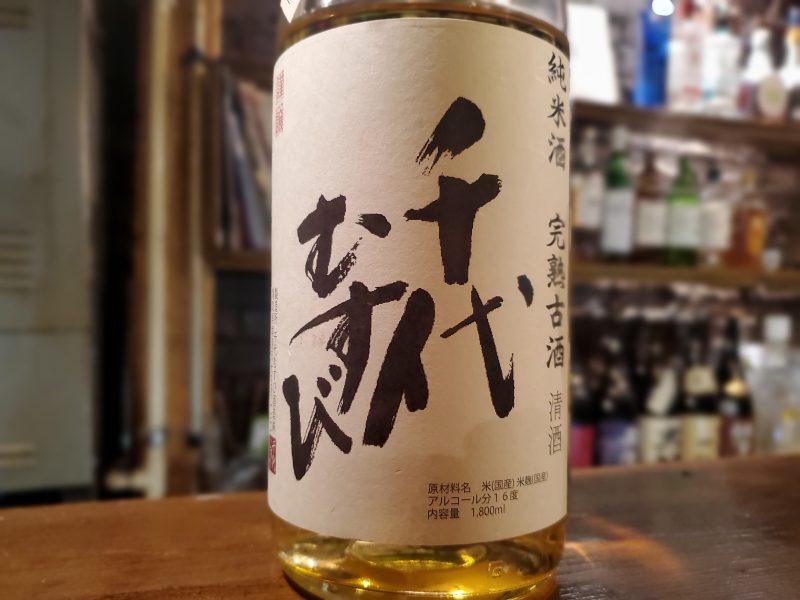 純米酒 完熟古酒 清酒
千代
むすび
原材料名 米(国産) 米麹(国産)
アルコール分16度
内容量 1,800ml